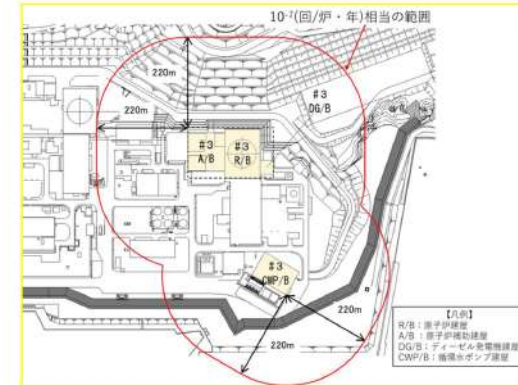 10⁻⁷(回/炉・年)相当の範囲
220m
220m
#3
DG/B
#3
A/B
#3
R/B
#3
CWP/B
220m
220m
【凡例】
R/B：原子炉建屋
A/B：原子炉補助建屋
DG/B：ディーゼル発電機建屋
CWP/B：循環水ポンプ建屋